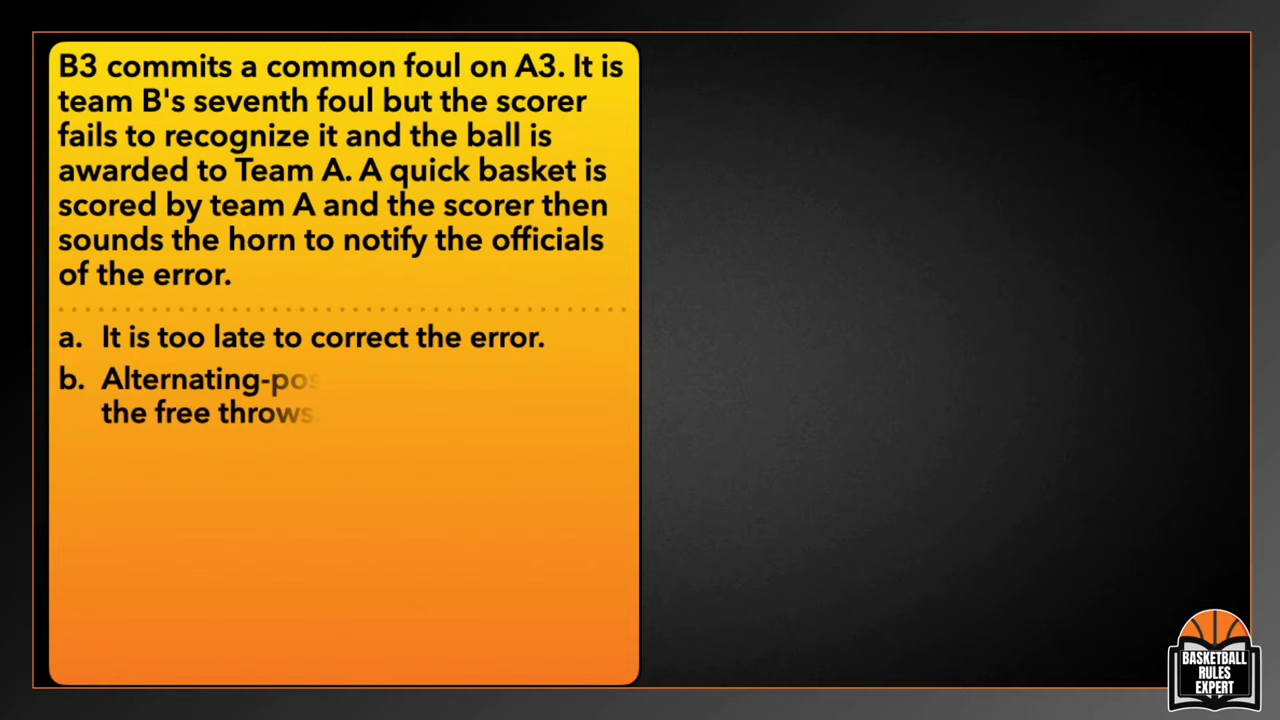 B3 commits a common foul on A3. It is
team B's seventh foul but the scorer
fails to recognize it and the ball is
awarded to Team A. A quick basket is
scored by team A and the scorer then
sounds the horn to notify the officials
of the error.
a. It is too late to correct the error.
b. Alternating-pos
the free throws.
BASKETBALL
RULES
EXPERT